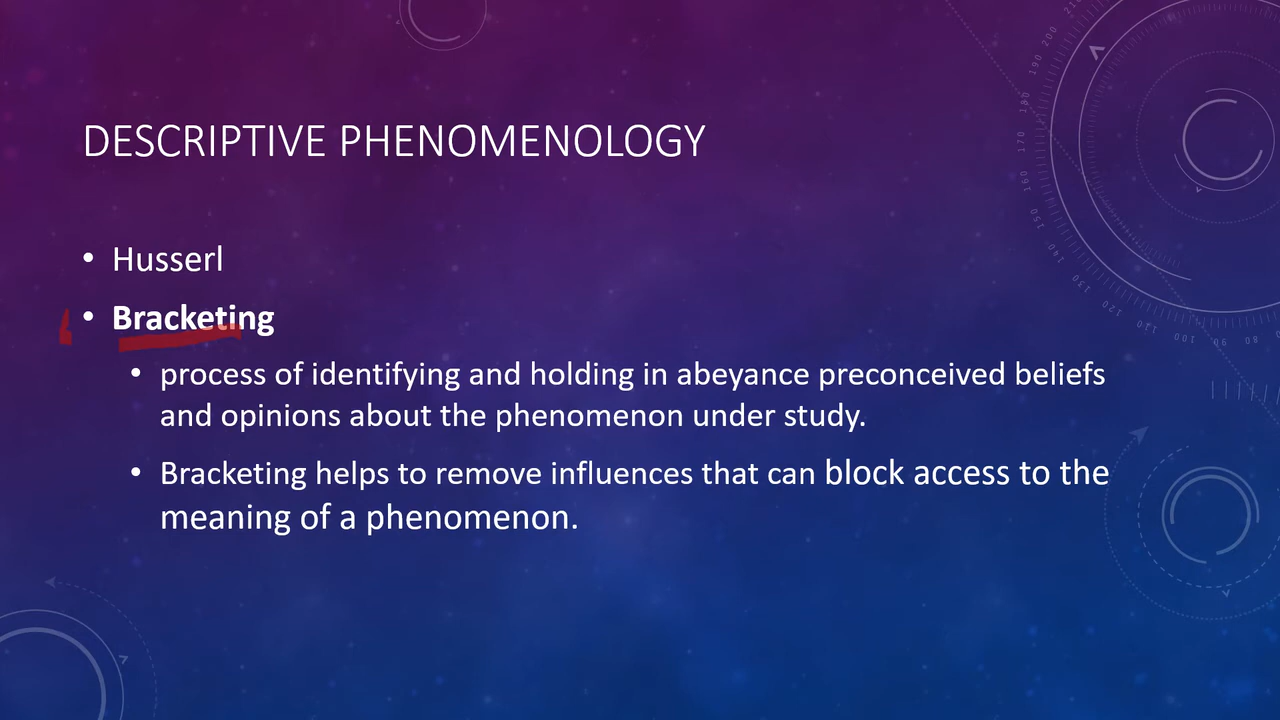 DESCRIPTIVE PHENOMENOLOGY
• Husserl
• Bracketing
• process of identifying and holding in abeyance preconceived beliefs
and opinions about the phenomenon under study.
• Bracketing helps to remove influences that can block access to the
meaning of a phenomenon.